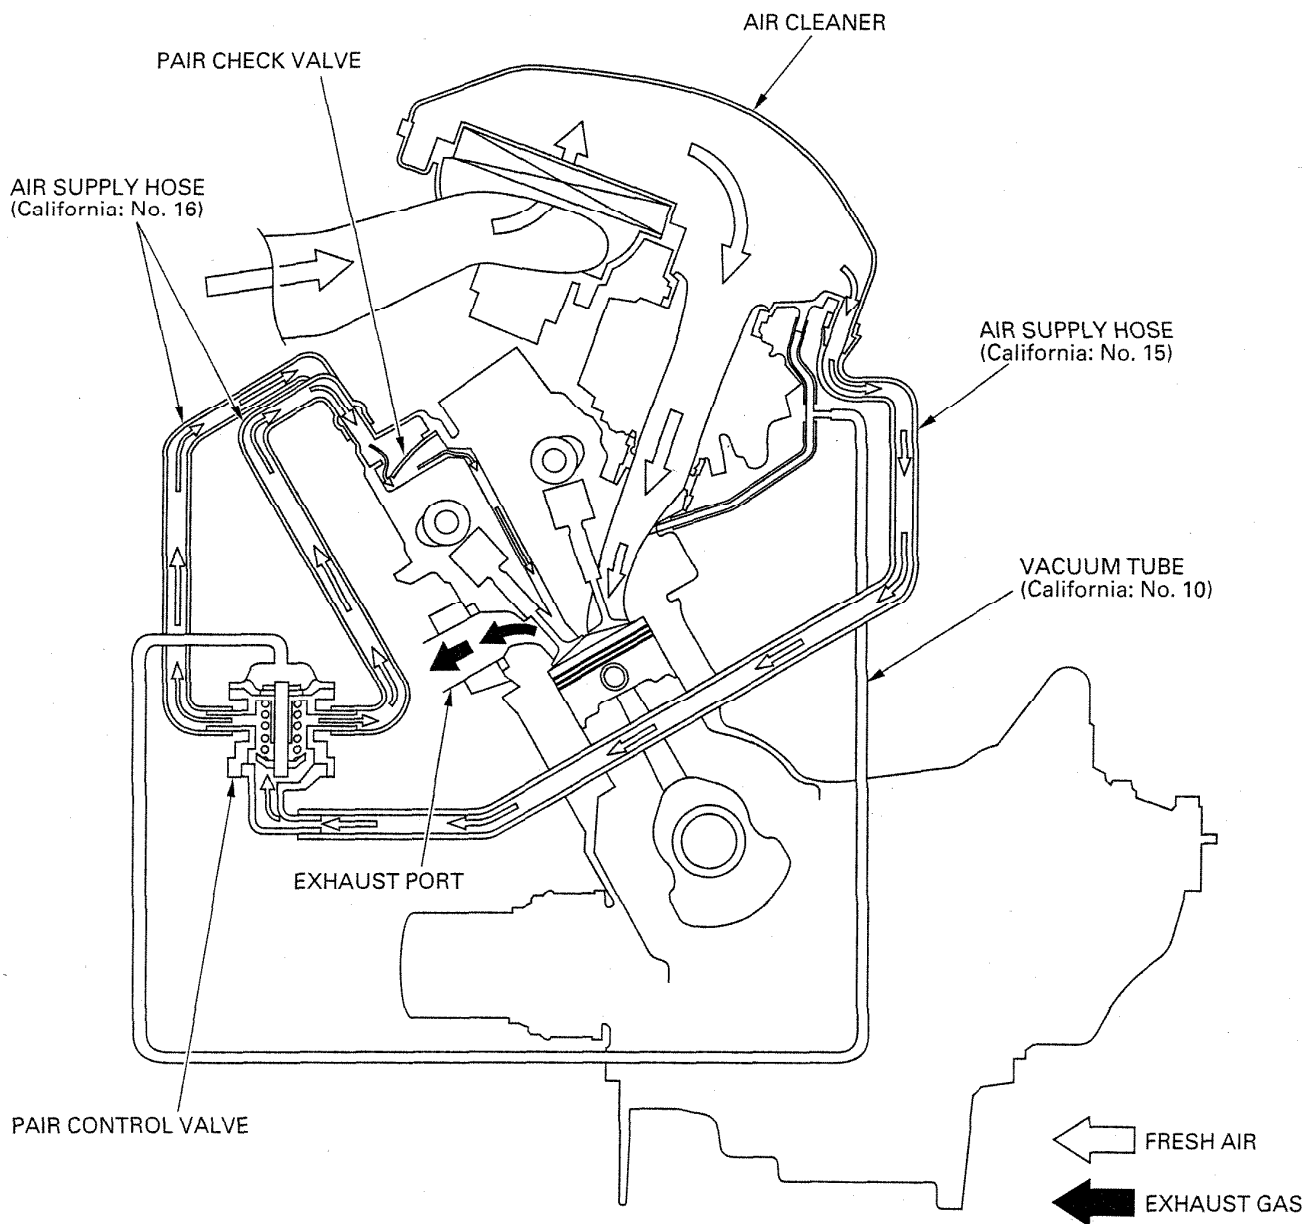 AIR CLEANER
PAIR CHECK VALVE
AIR SUPPLY HOSE
(California: No. 16)
AIR SUPPLY HOSE
(California: No. 15)
VACUUM TUBE
(California: No. 10)
EXHAUST PORT
PAIR CONTROL VALVE
FRESH AIR
EXHAUST GAS